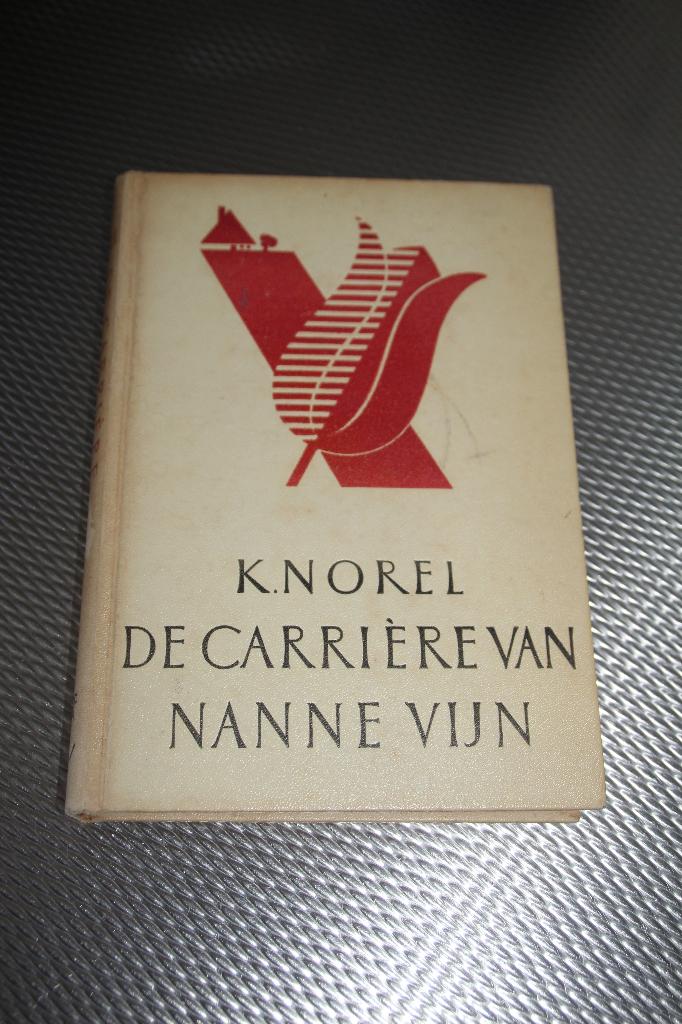 K. NOREL
DE CARRIÈRE VAN
NANNE VIJN